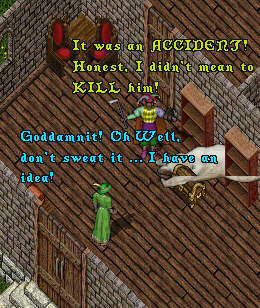 It was an ACCIDENT!
Honest, I didn't mean to
KILL him!
Goddamnit! Oh Well,
don't sweat it ... I have an
idea!